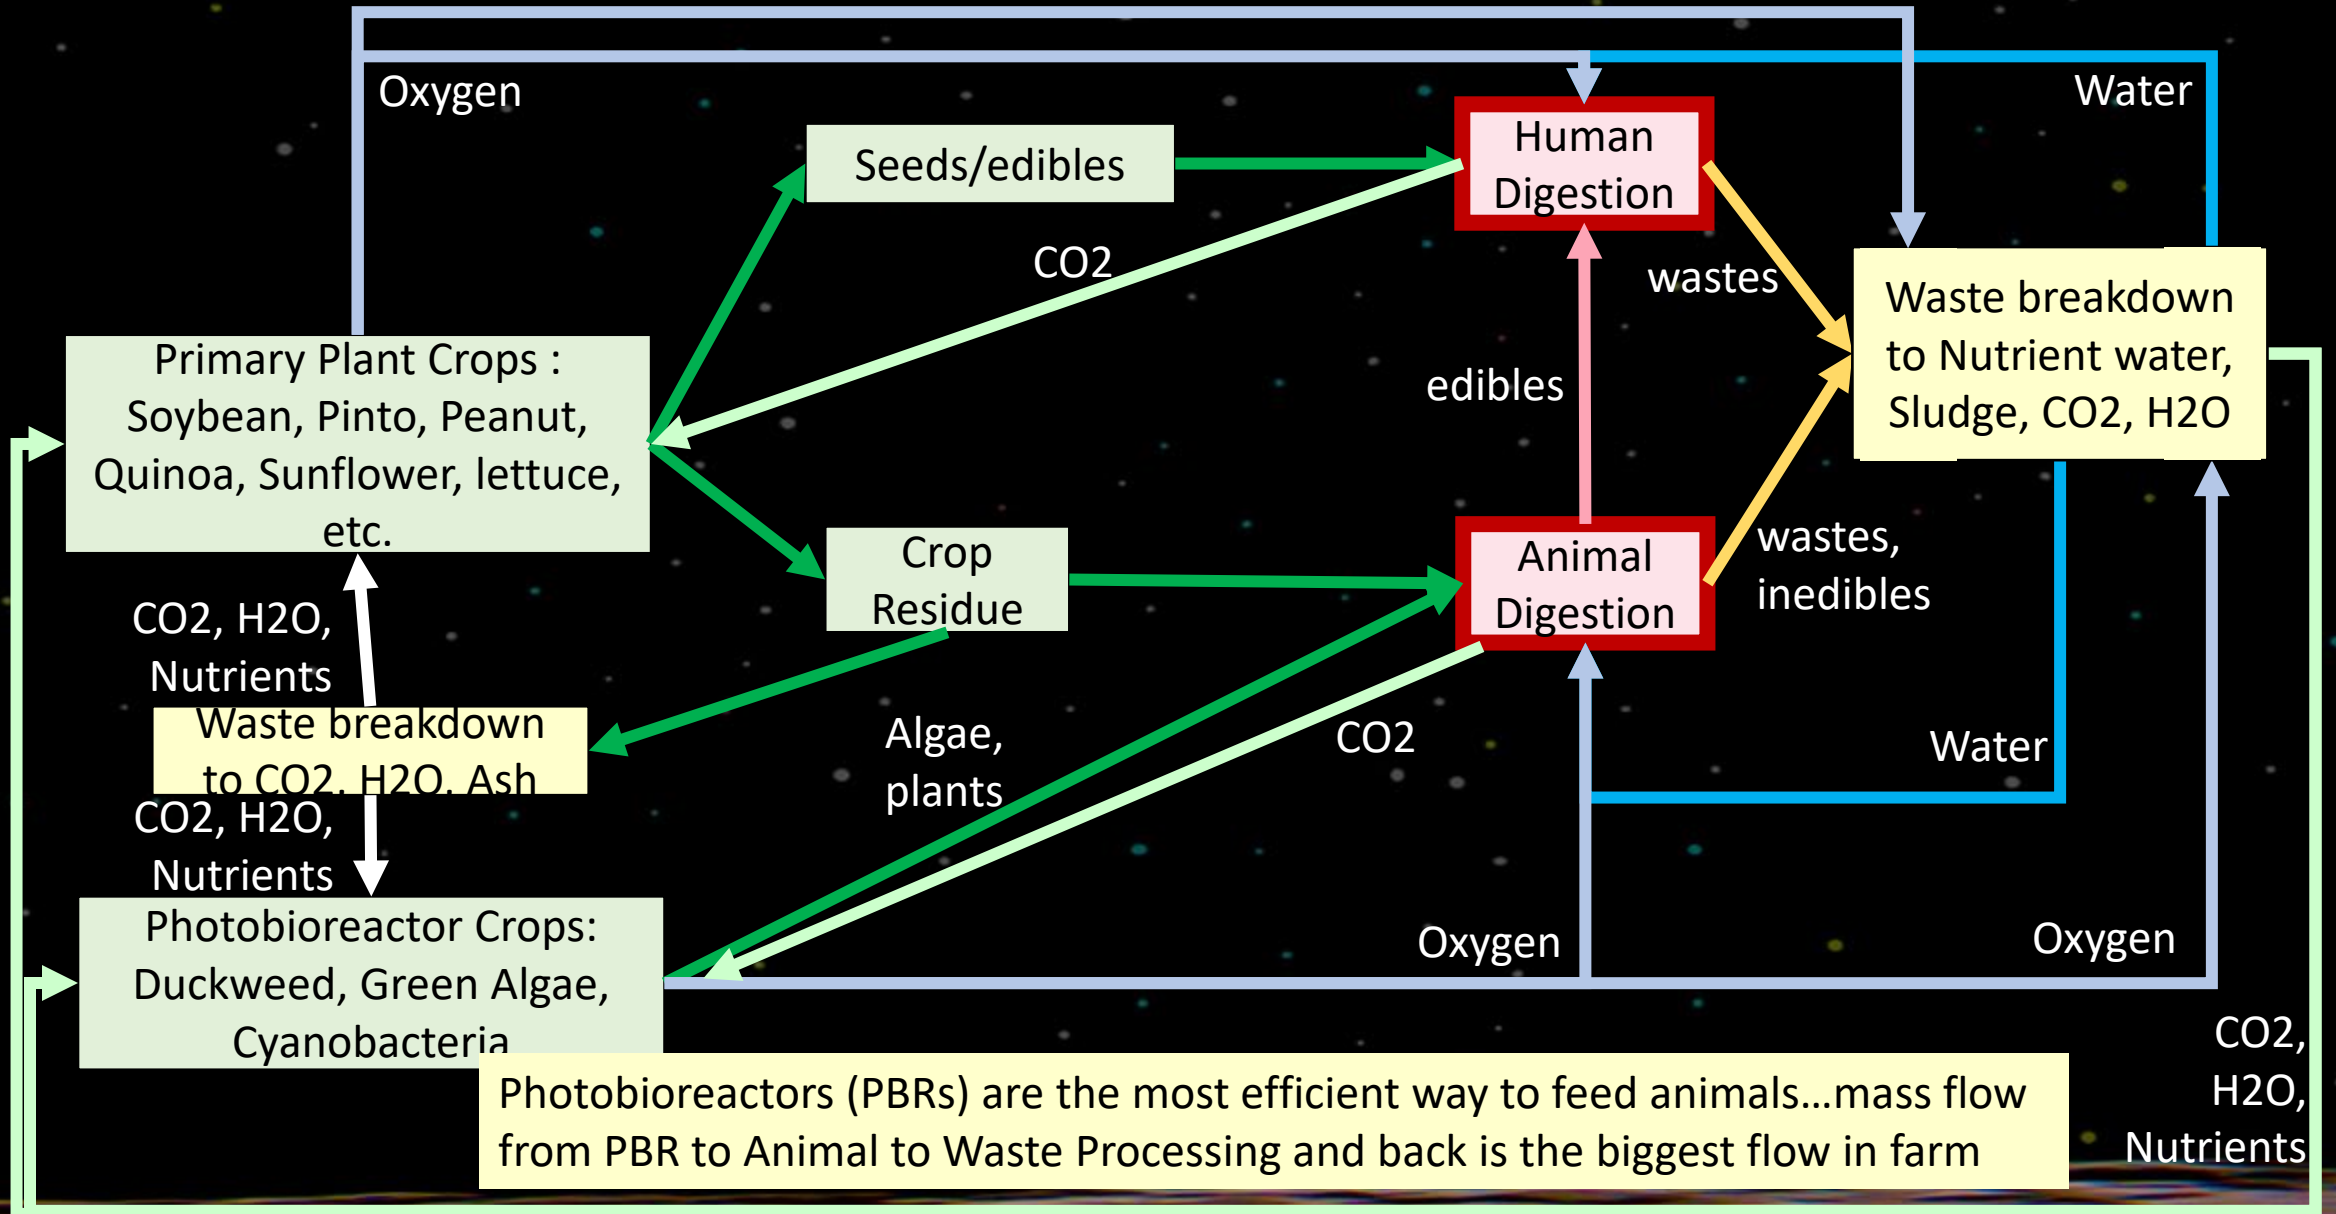 Oxygen
Water
Seeds/edibles
Human
Digestion
CO2
wastes
Waste breakdown
to Nutrient water,
Sludge, CO2, H2O
Primary Plant Crops :
Soybean, Pinto, Peanut,
Quinoa, Sunflower, lettuce,
etc.
edibles
Crop
Residue
Animal
Digestion
wastes,
inedibles
CO2, H2O,
Nutrients
Waste breakdown
to CO2, H2O, Ash
Algae,
plants
CO2
Water
CO2, H2O,
Nutrients
Photobioreactor Crops:
Duckweed, Green Algae,
Cyanobacteria
Oxygen
Oxygen
CO2,
H2O,
Nutrients
Photobioreactors (PBRs) are the most efficient way to feed animals...mass flow
from PBR to Animal to Waste Processing and back is the biggest flow in farm